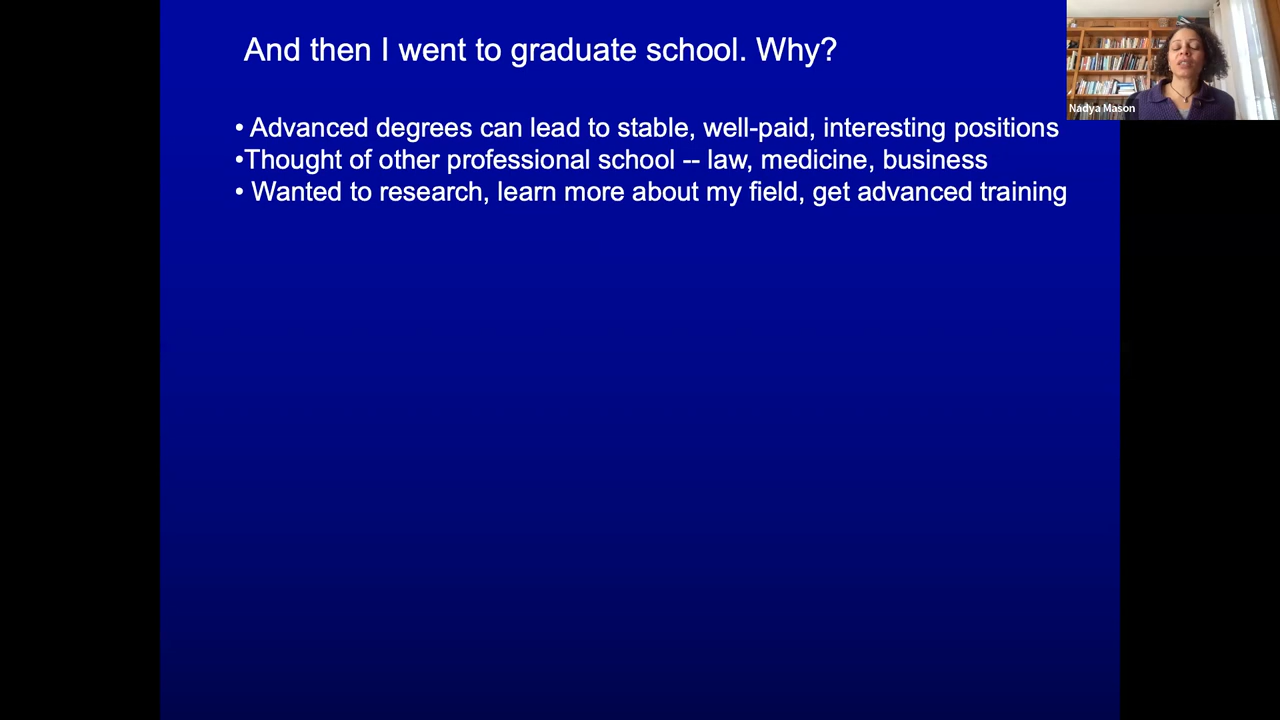 And then I went to graduate school. Why?
• Advanced degrees can lead to stable, well-paid, interesting positions
•Thought of other professional school -- law, medicine, business
• Wanted to research, learn more about my field, get advanced training
Nadya Mason